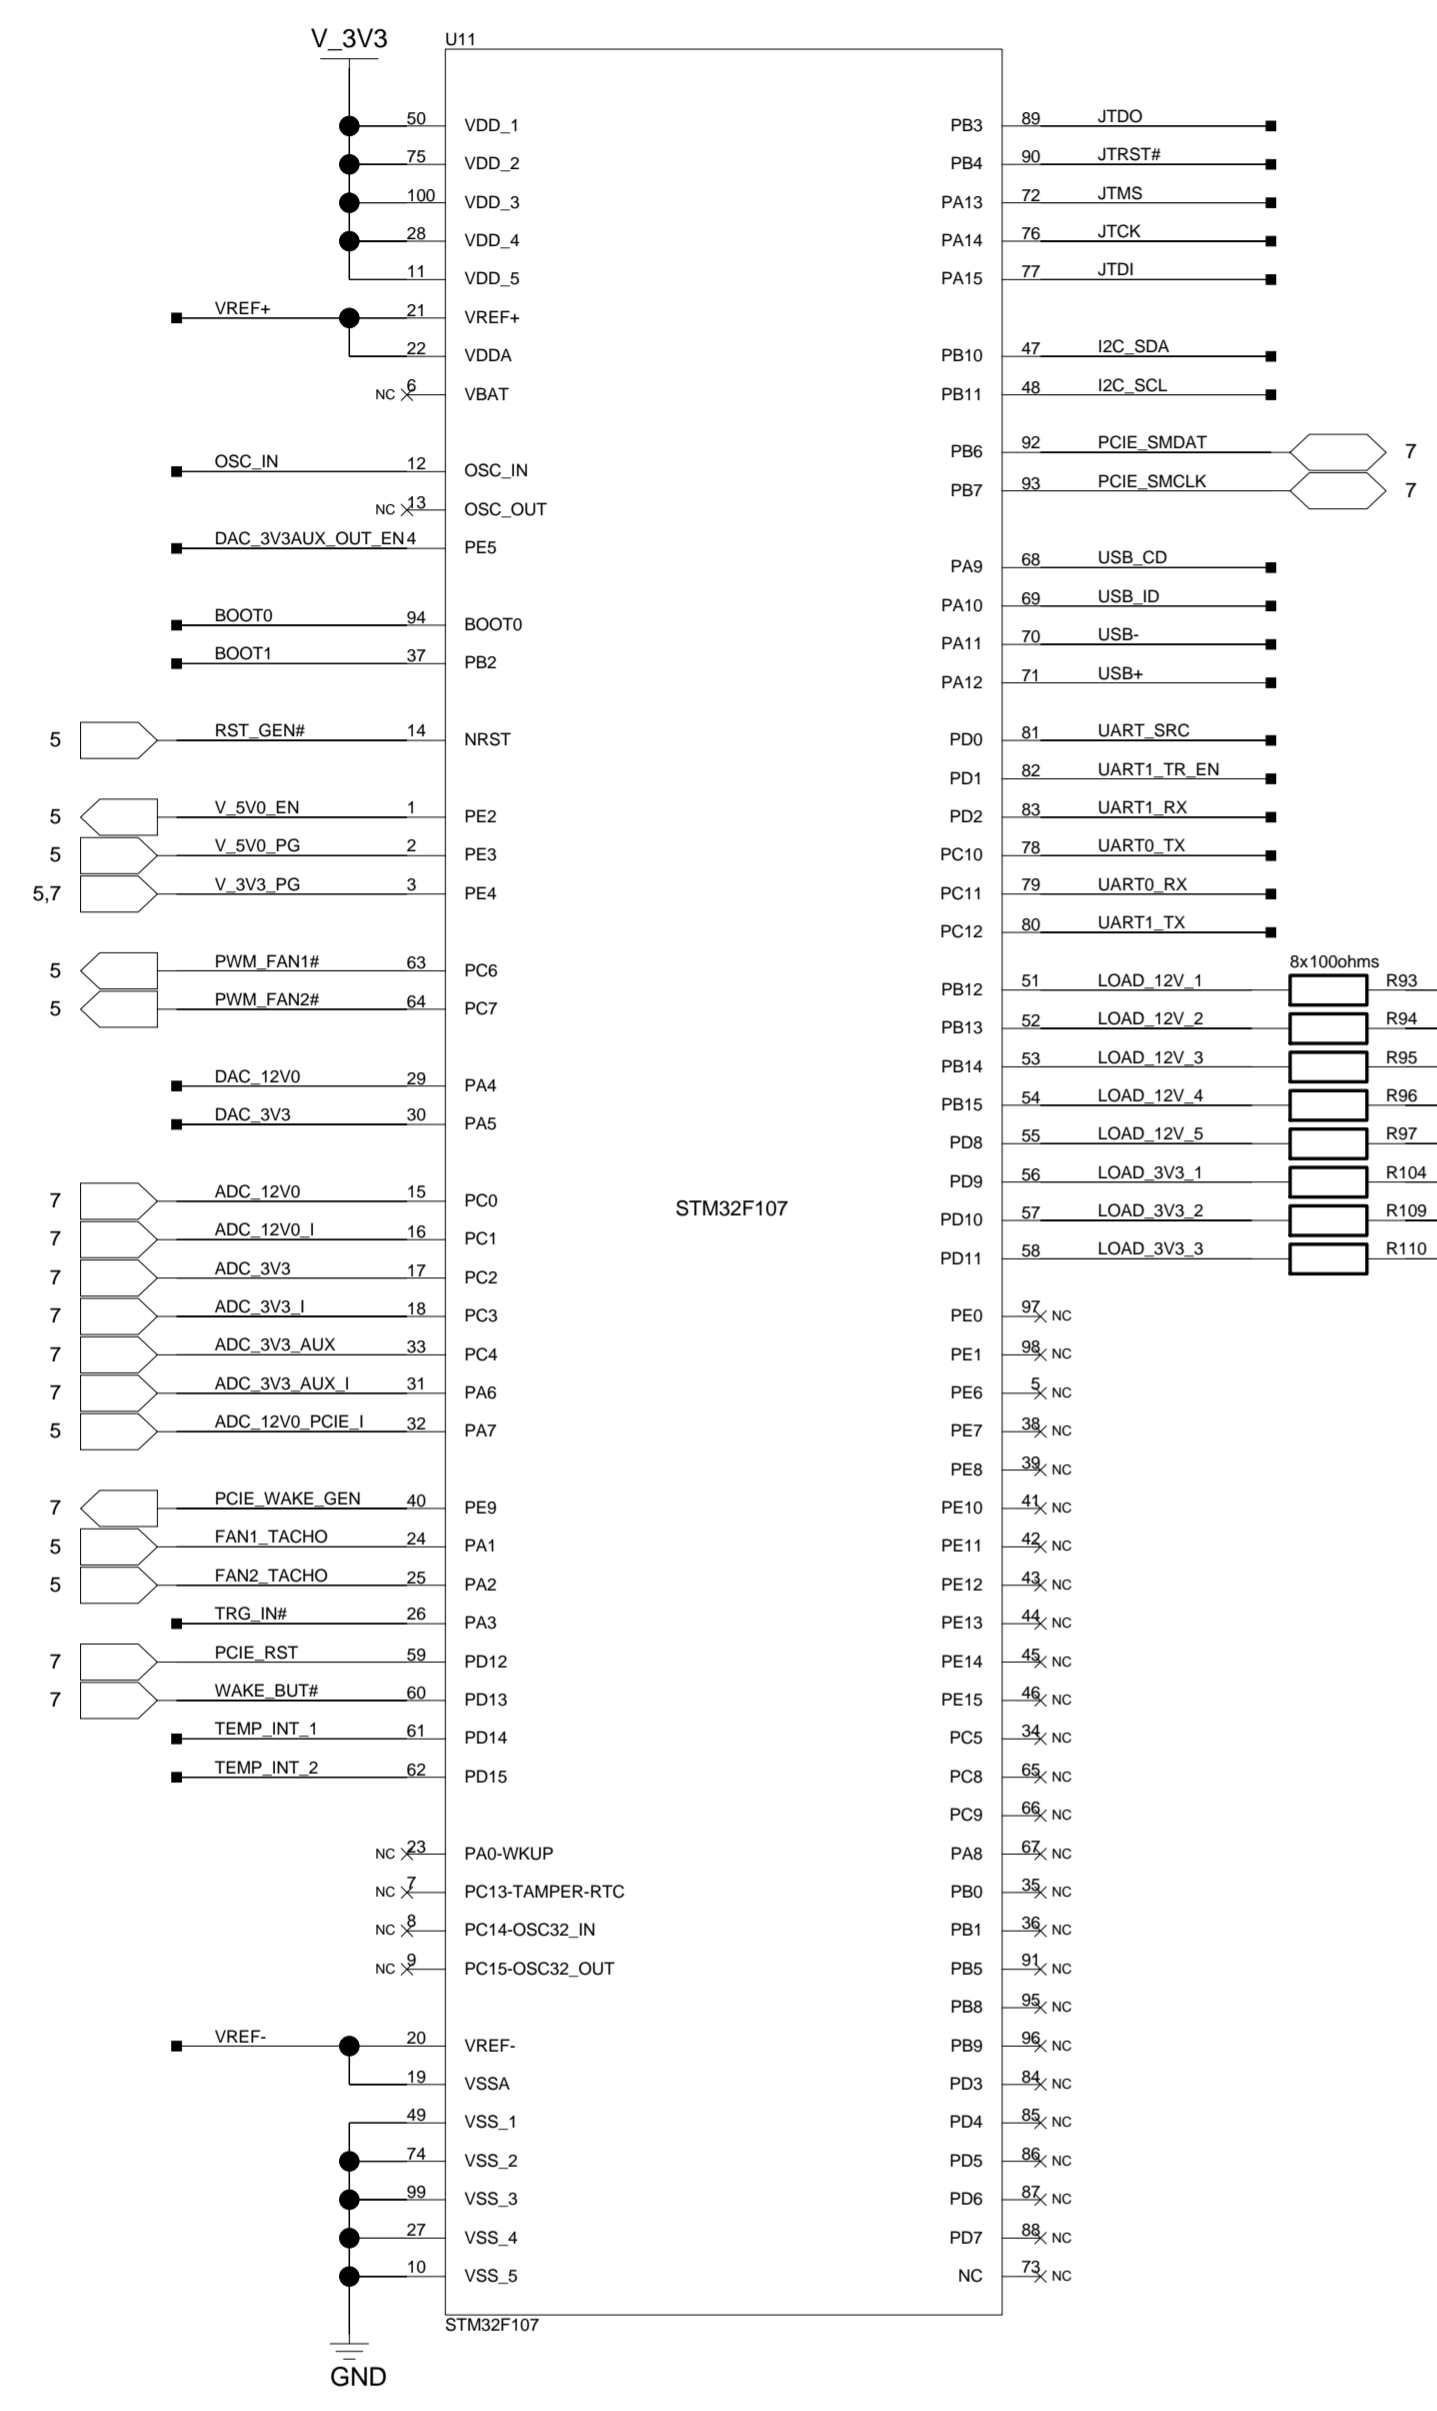 V_3V3
U11
50 VDD_1
75 VDD_2
100 VDD_3
28 VDD_4
11 VDD_5
VREF+ 21 VREF+
22 VDDA
NC 6 VBAT
OSC_IN 12 OSC_IN
NC 13 OSC_OUT
DAC_3V3AUX_OUT_EN 4 PE5
BOOT0 94 BOOT0
BOOT1 37 PB2
5 RST_GEN# 14 NRST
5 V_5V0_EN 1 PE2
5 V_5V0_PG 2 PE3
5,7 V_3V3_PG 3 PE4
5 PWM_FAN1# 63 PC6
5 PWM_FAN2# 64 PC7
DAC_12V0 29 PA4
DAC_3V3 30 PA5
7 ADC_12V0 15 PC0
7 ADC_12V0_I 16 PC1
7 ADC_3V3 17 PC2
7 ADC_3V3_I 18 PC3
7 ADC_3V3_AUX 33 PC4
7 ADC_3V3_AUX_I 31 PA6
5 ADC_12V0_PCIE_I 32 PA7
7 PCIE_WAKE_GEN 40 PE9
5 FAN1_TACHO 24 PA1
5 FAN2_TACHO 25 PA2
TRG_IN# 26 PA3
7 PCIE_RST 59 PD12
7 WAKE_BUT# 60 PD13
TEMP_INT_1 61 PD14
TEMP_INT_2 62 PD15
NC 23 PA0-WKUP
NC 7 PC13-TAMPER-RTC
NC 8 PC14-OSC32_IN
NC 9 PC15-OSC32_OUT
VREF- 20 VREF-
19 VSSA
49 VSS_1
74 VSS_2
99 VSS_3
27 VSS_4
10 VSS_5
GND
STM32F107
STM32F107
PB3 89 JTDO
PB4 90 JTRST#
PA13 72 JTMS
PA14 76 JTCK
PA15 77 JTDI
PB10 47 I2C_SDA
PB11 48 I2C_SCL
PB6 92 PCIE_SMDAT 7
PB7 93 PCIE_SMCLK 7
PA9 68 USB_CD
PA10 69 USB_ID
PA11 70 USB-
PA12 71 USB+
PD0 81 UART_SRC
PD1 82 UART1_TR_EN
PD2 83 UART1_RX
PC10 78 UART0_TX
PC11 79 UART0_RX
PC12 80 UART1_TX
8x100ohms
PB12 51 LOAD_12V_1 R93
PB13 52 LOAD_12V_2 R94
PB14 53 LOAD_12V_3 R95
PB15 54 LOAD_12V_4 R96
PD8 55 LOAD_12V_5 R97
PD9 56 LOAD_3V3_1 R104
PD10 57 LOAD_3V3_2 R109
PD11 58 LOAD_3V3_3 R110
PE0 97 NC
PE1 98 NC
PE6 5 NC
PE7 38 NC
PE8 39 NC
PE10 41 NC
PE11 42 NC
PE12 43 NC
PE13 44 NC
PE14 45 NC
PE15 46 NC
PC5 34 NC
PC8 65 NC
PC9 66 NC
PA8 67 NC
PB0 35 NC
PB1 36 NC
PB5 91 NC
PB8 95 NC
PB9 96 NC
PD3 84 NC
PD4 85 NC
PD5 86 NC
PD6 87 NC
PD7 88 NC
NC 73 NC